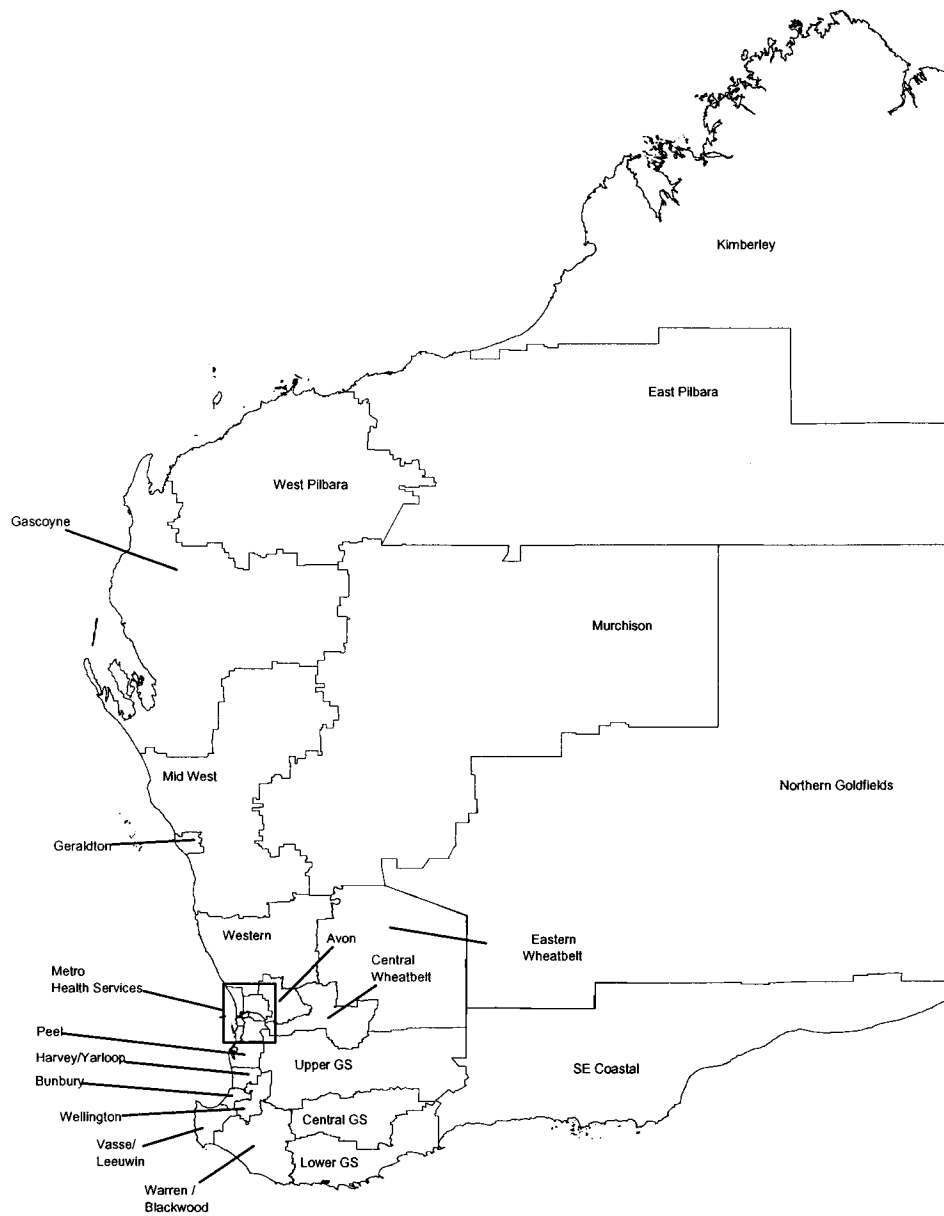 Kimberley
East Pilbara
West Pilbara
Gascoyne
Murchison
Mid West
Northern Goldfields
Geraldton
Western
Avon
Eastern
Wheatbelt
Central
Wheatbelt
Metro
Health Services
Peel
Harvey/Yarloop
Bunbury
Upper GS
SE Coastal
Wellington
Central GS
Vasse/
Leeuwin
Lower GS
Warren /
Blackwood